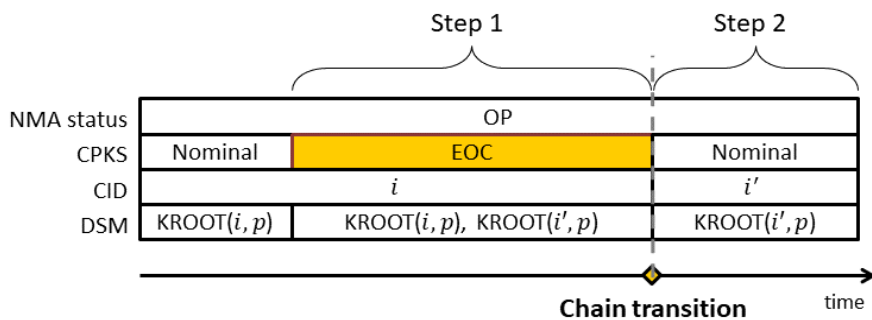 Step 1 Step 2
NMA status OP
CPKS Nominal EOC Nominal
CID i i′
DSM KROOT(i, p) KROOT(i, p), KROOT(i′, p) KROOT(i′, p)
Chain transition time